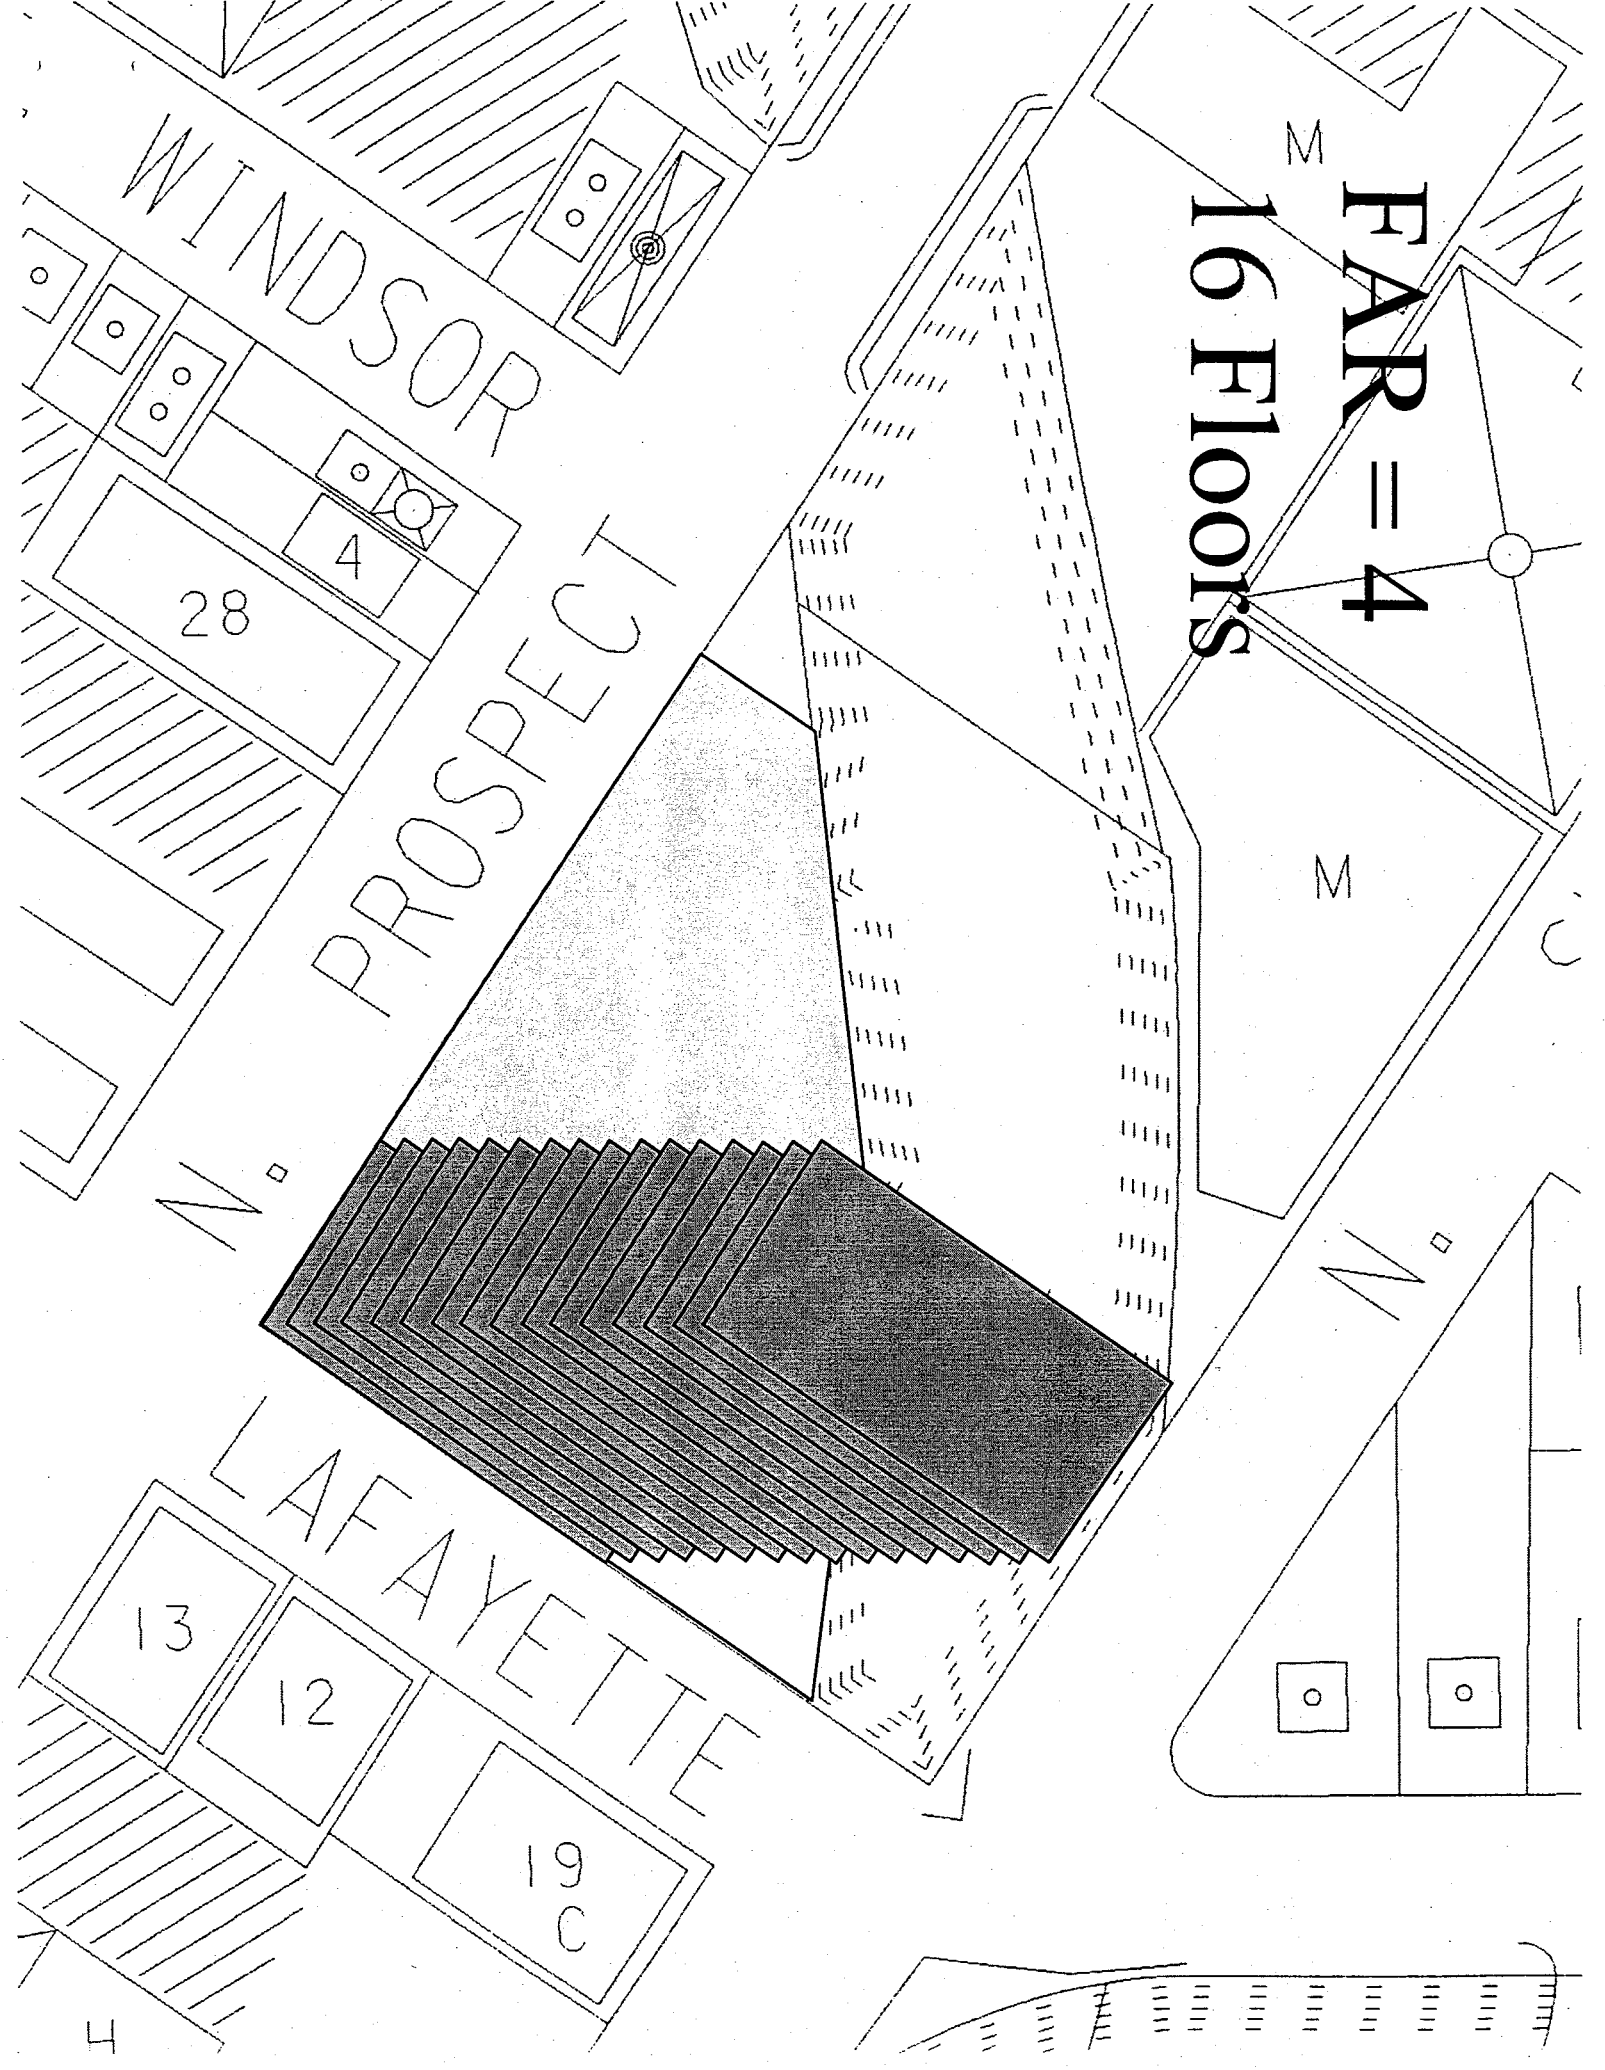 FAR = 4
16 Floors
M
WINDSOR
4
28
PROSPECT
M
C
N.
N.
LAFAYETTE
13
12
19
C